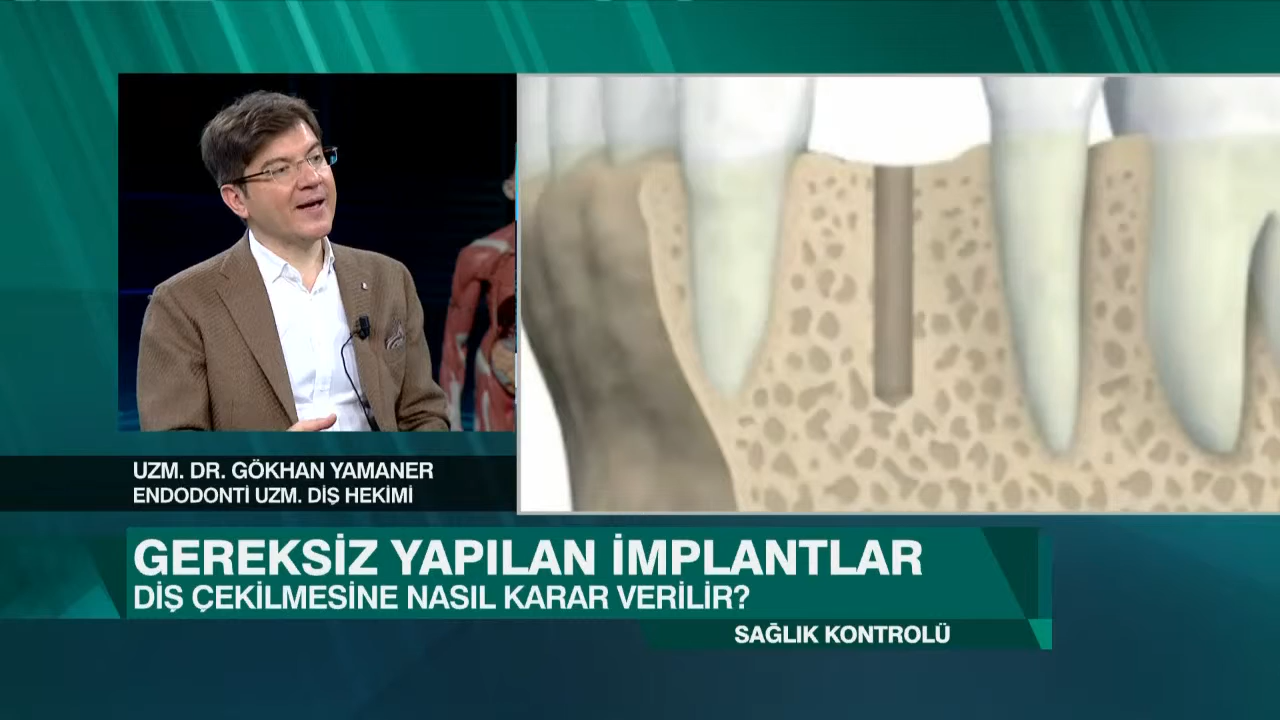 UZM. DR. GÖKHAN YAMANER
ENDODONTİ UZM. DİŞ HEKİMİ
GEREKSİZ YAPILAN İMPLANTLAR
DİŞ ÇEKİLMESİNE NASIL KARAR VERİLİR?
SAĞLIK KONTROLÜ